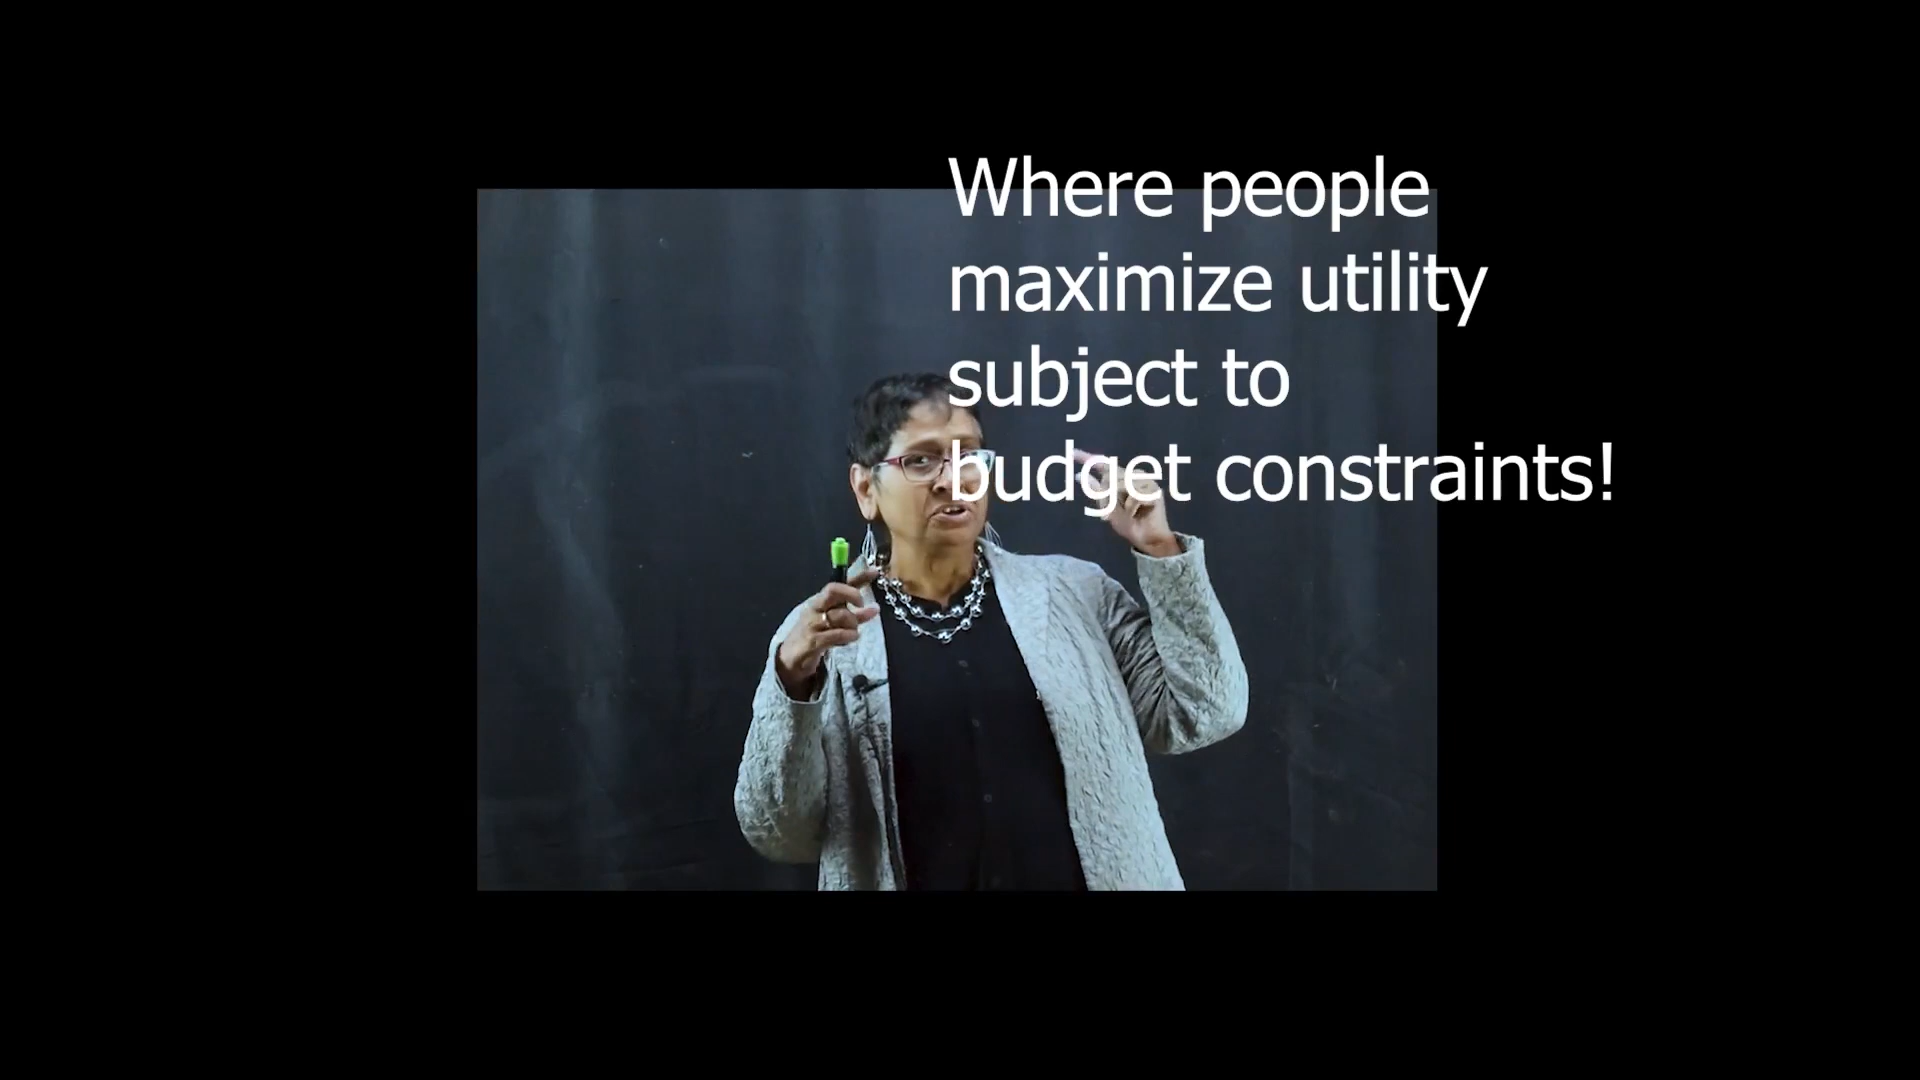 Where people
maximize utility
subject to
budget constraints!